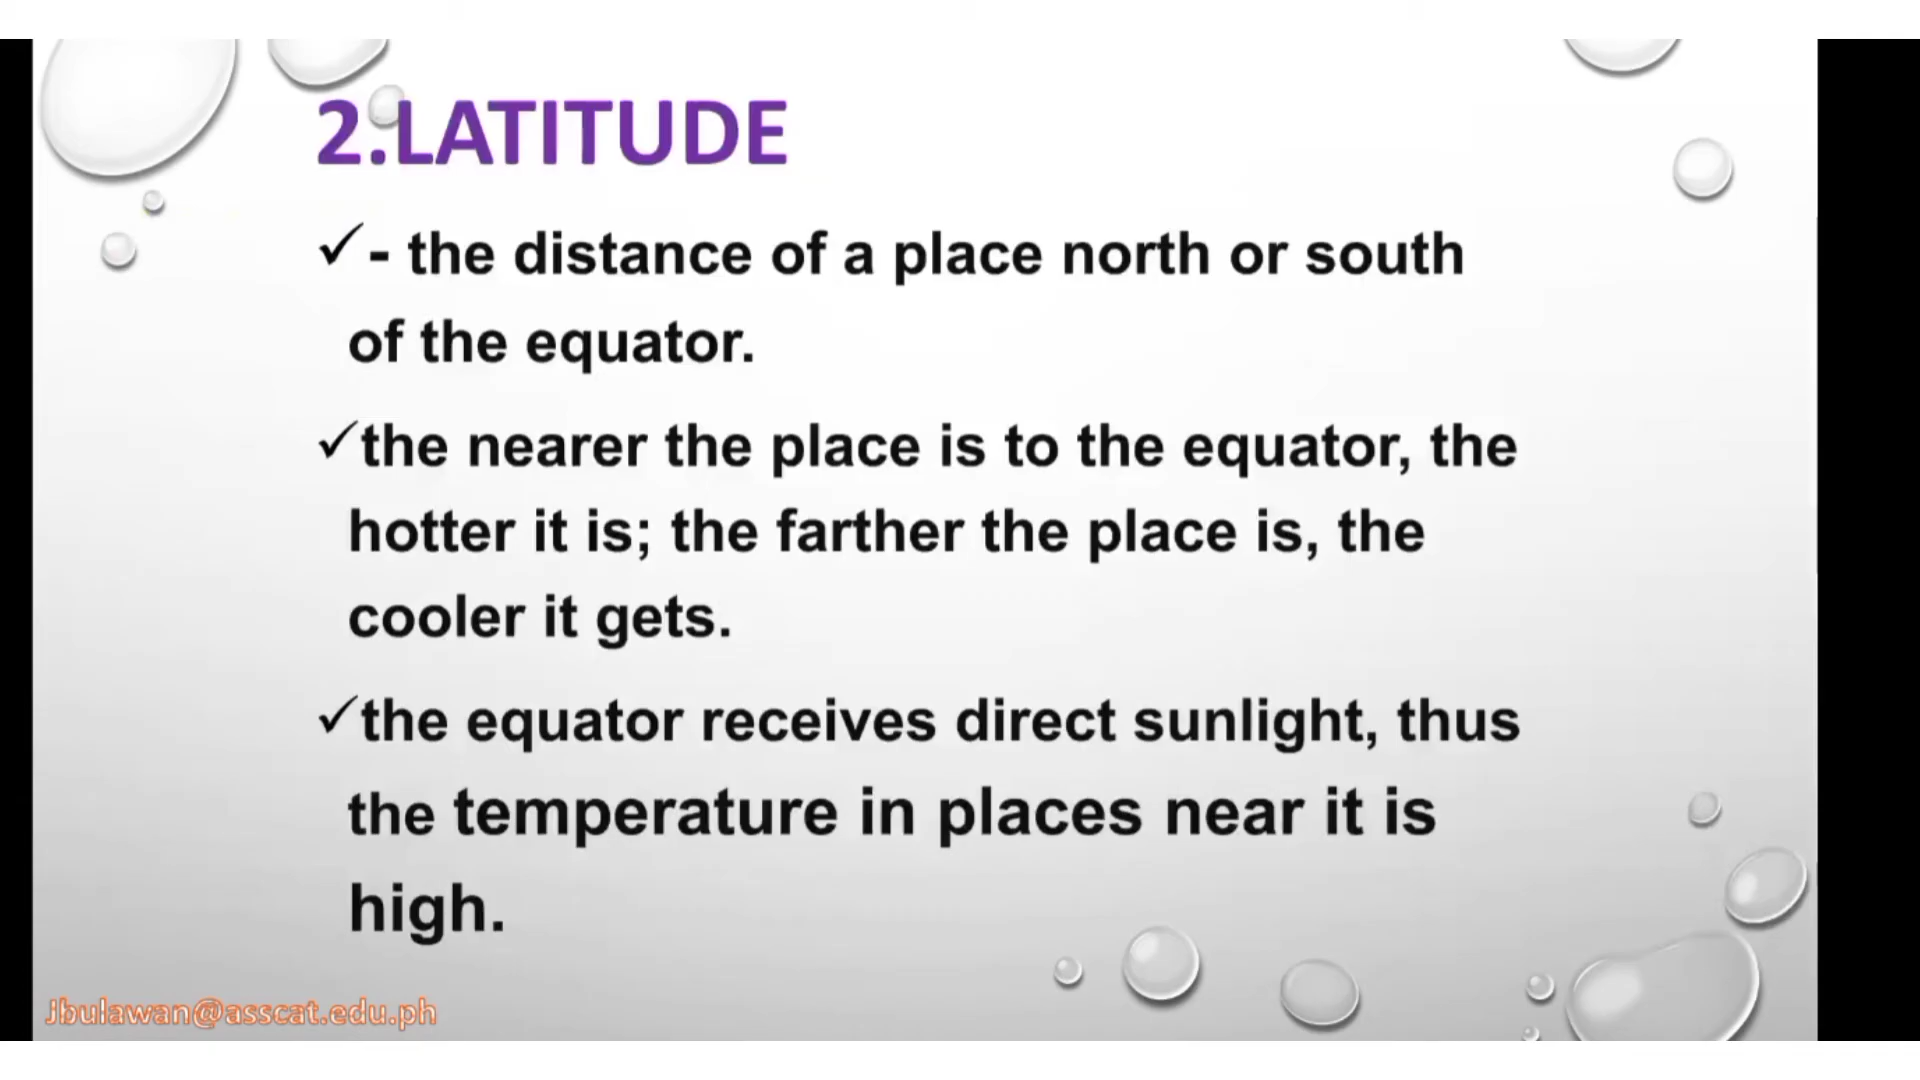 2.LATITUDE
✓- the distance of a place north or south
of the equator.
✓the nearer the place is to the equator, the
hotter it is; the farther the place is, the
cooler it gets.
✓the equator receives direct sunlight, thus
the temperature in places near it is
high.
Jbulawan@asscat.edu.ph